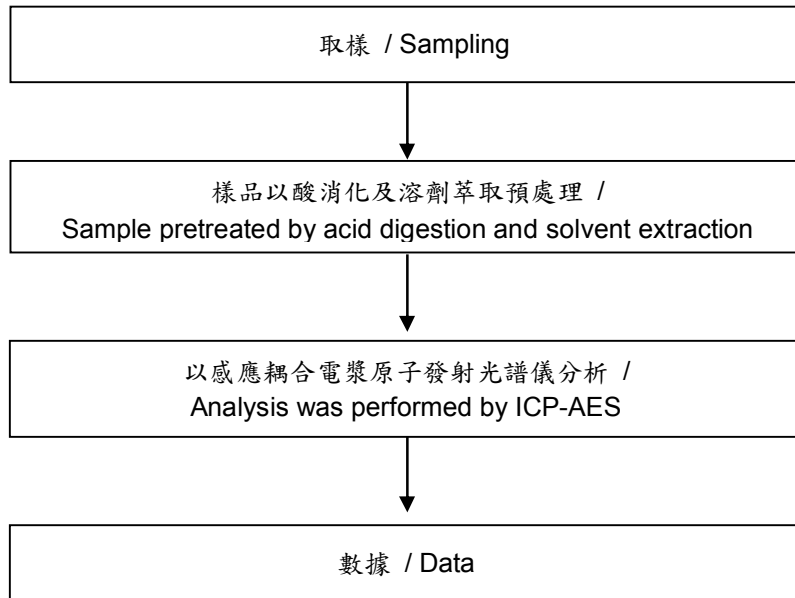 取樣 / Sampling
樣品以酸消化及溶劑萃取預處理 /
Sample pretreated by acid digestion and solvent extraction
以感應耦合電漿原子發射光譜儀分析 /
Analysis was performed by ICP-AES
數據 / Data